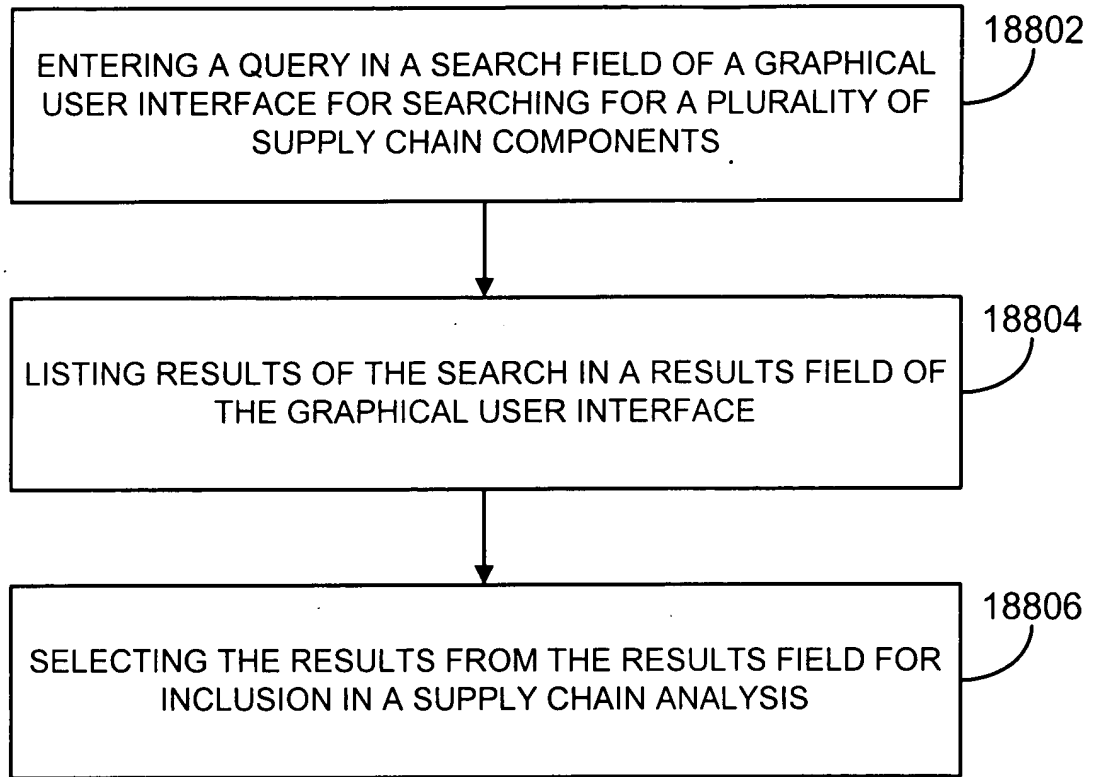 18802
ENTERING A QUERY IN A SEARCH FIELD OF A GRAPHICAL
USER INTERFACE FOR SEARCHING FOR A PLURALITY OF
SUPPLY CHAIN COMPONENTS
18804
LISTING RESULTS OF THE SEARCH IN A RESULTS FIELD OF
THE GRAPHICAL USER INTERFACE
18806
SELECTING THE RESULTS FROM THE RESULTS FIELD FOR
INCLUSION IN A SUPPLY CHAIN ANALYSIS